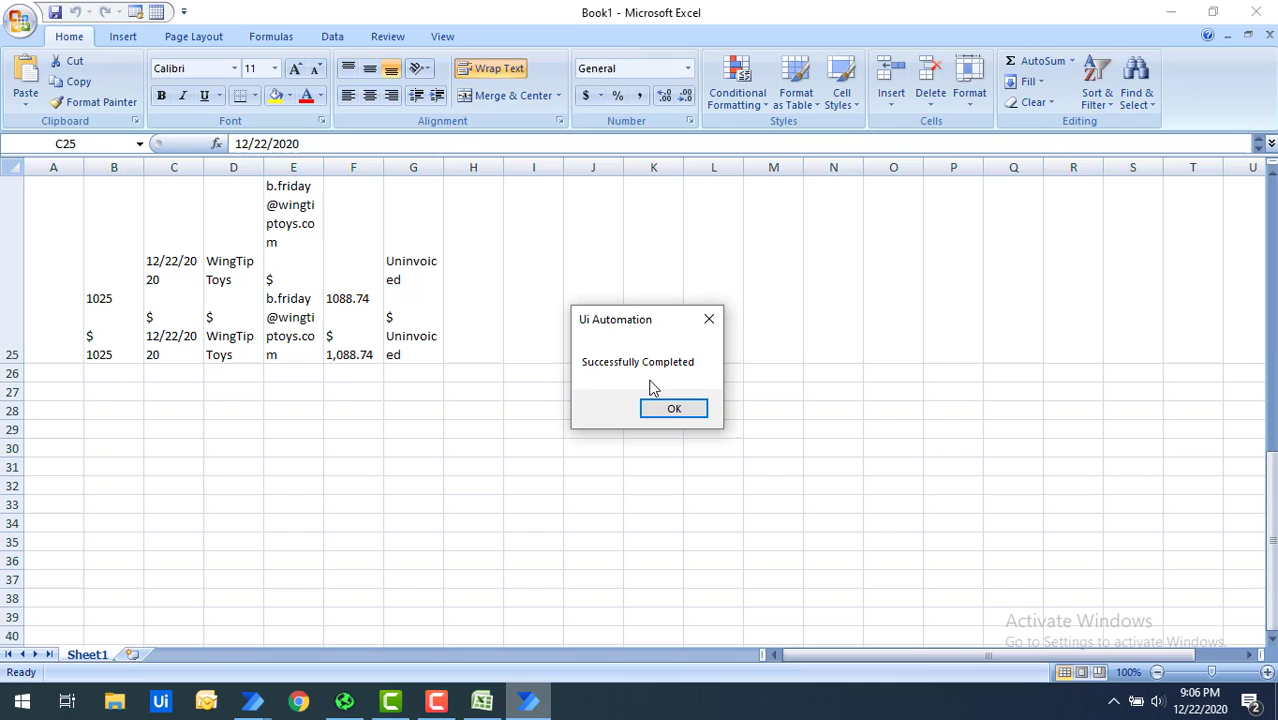 Book1 - Microsoft Excel
Home Insert Page Layout Formulas Data Review View
Paste
Cut
Copy
Format Painter
Clipboard
Calibri 11
B I U
Font
Wrap Text
Merge & Center
Alignment
General
$ % ,
Number
Conditional Formatting
Format as Table
Cell Styles
Styles
Insert
Delete
Format
Cells
AutoSum
Fill
Clear
Sort & Filter
Find & Select
Editing
C25 fx 12/22/2020
A B C D E F G H I J K L M N O P Q R S T U
b.friday
@wingti
ptoys.co
m
12/22/20 WingTip Uninvoic
20 Toys $ ed
1025 b.friday 1088.74
$ $ @wingti $
$ 12/22/20 WingTip ptoys.co $ Uninvoic
25 1025 20 Toys m 1,088.74 ed
26
27
28
29
30
31
32
33
34
35
36
37
38
39
40
Ui Automation
Successfully Completed
OK
Activate Windows
Go to Settings to activate Windows.
Sheet1
Ready 100%
Ui
9:06 PM
12/22/2020
2